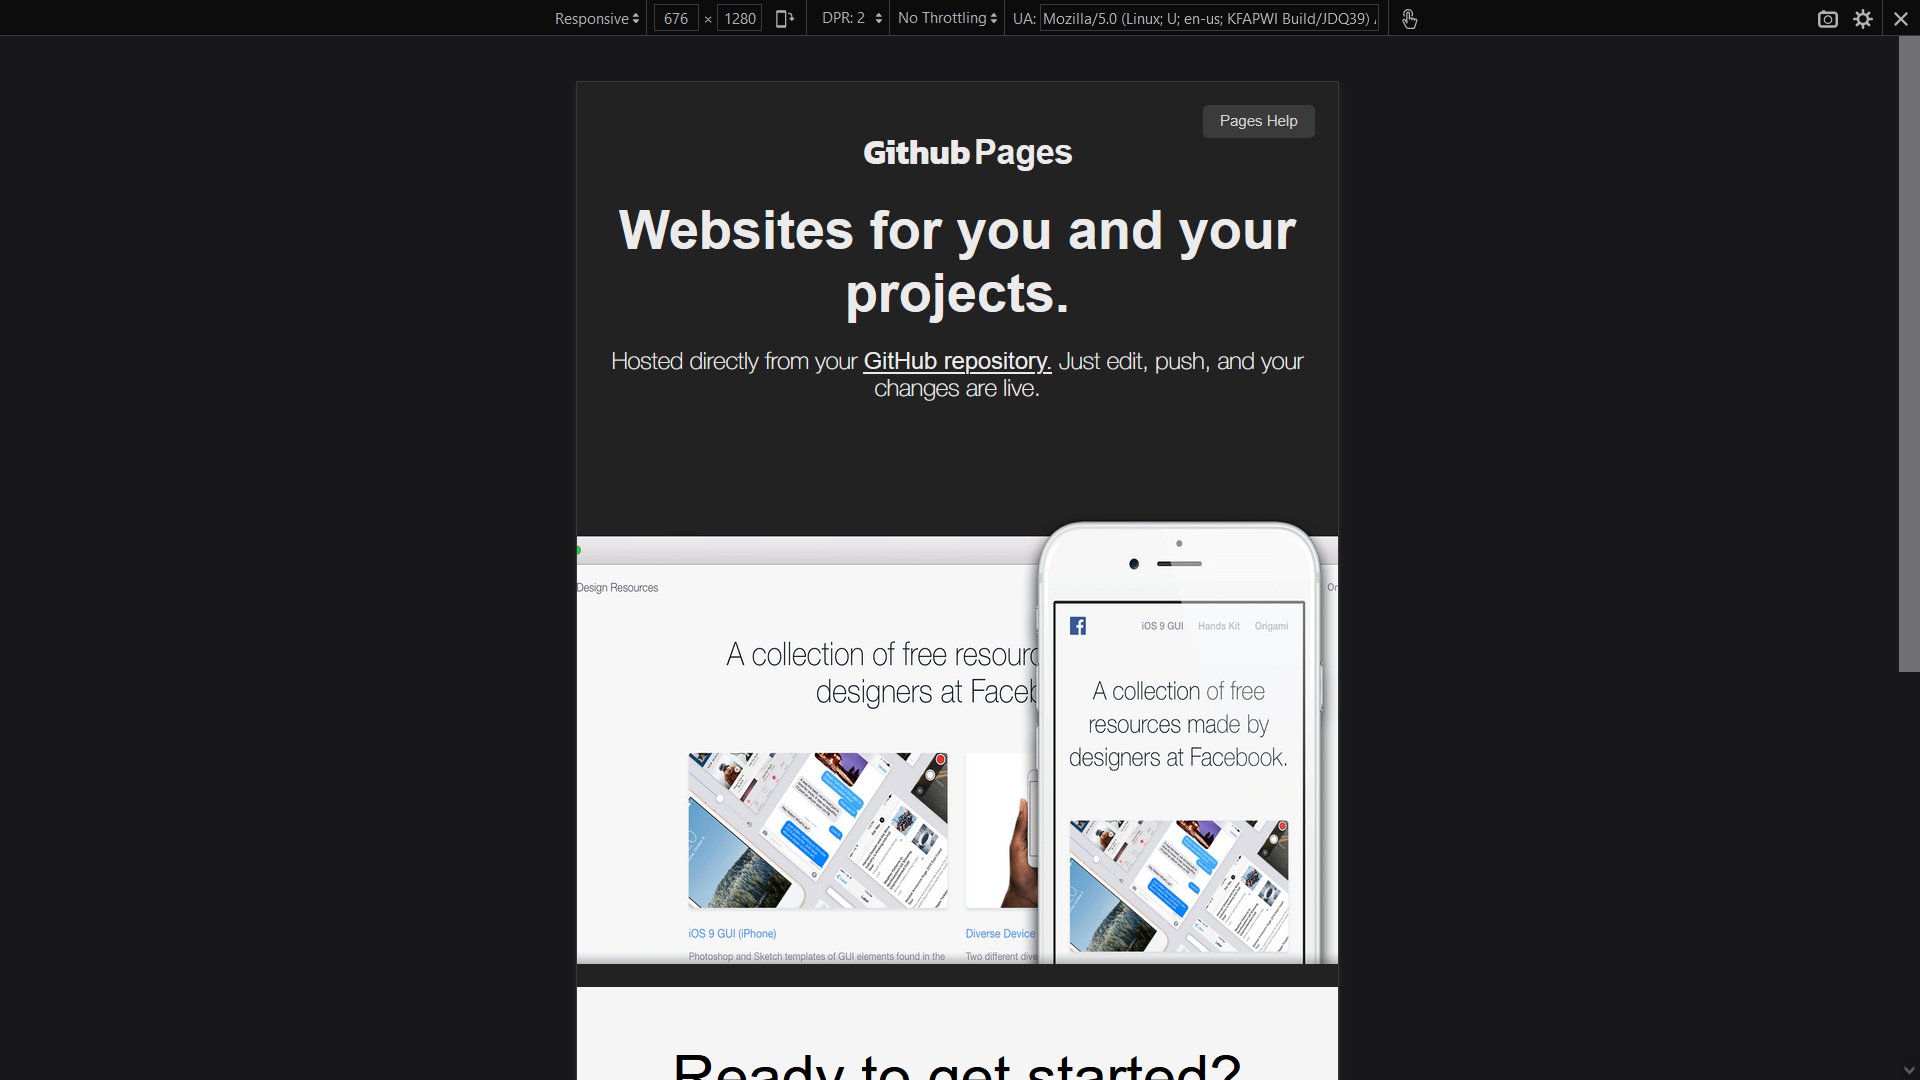 Responsive 676 × 1280 DPR: 2 No Throttling UA: Mozilla/5.0 (Linux; U; en-us; KFAPWI Build/JDQ39)
Pages Help
Github Pages
Websites for you and your
projects.
Hosted directly from your GitHub repository. Just edit, push, and your
changes are live.
Design Resources
A collection of free resourc
designers at Faceb
iOS 9 GUI (iPhone)
Photoshop and Sketch templates of GUI elements found in the
Diverse Device
Two different dive
Or
iOS 9 GUI Hands Kit Origami
A collection of free
resources made by
designers at Facebook.
Ready to get started?